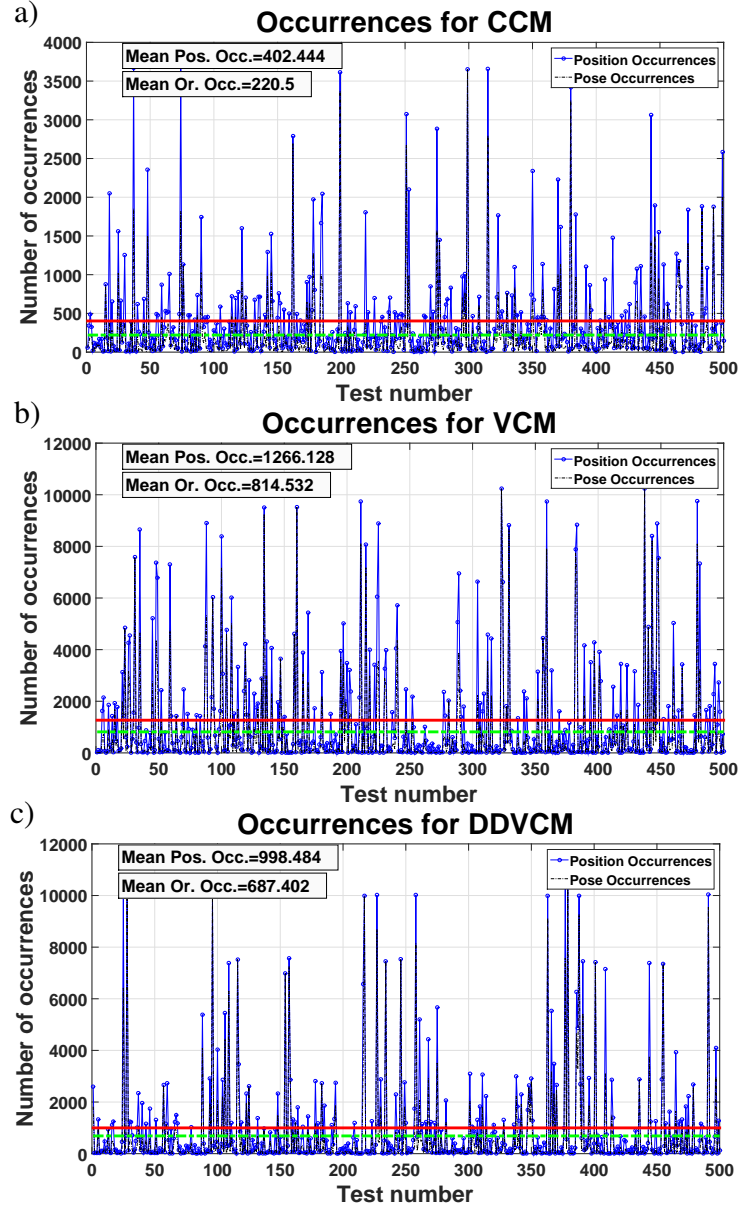 a)
Occurrences for CCM
Mean Pos. Occ.=402.444
Mean Or. Occ.=220.5
Position Occurrences
Pose Occurrences
Number of occurrences
4000
3500
3000
2500
2000
1500
1000
500
0
0 50 100 150 200 250 300 350 400 450 500
Test number
b)
Occurrences for VCM
Mean Pos. Occ.=1266.128
Mean Or. Occ.=814.532
Position Occurrences
Pose Occurrences
Number of occurrences
12000
10000
8000
6000
4000
2000
0
0 50 100 150 200 250 300 350 400 450 500
Test number
c)
Occurrences for DDVCM
Mean Pos. Occ.=998.484
Mean Or. Occ.=687.402
Position Occurrences
Pose Occurrences
Number of occurrences
12000
10000
8000
6000
4000
2000
0
0 50 100 150 200 250 300 350 400 450 500
Test number